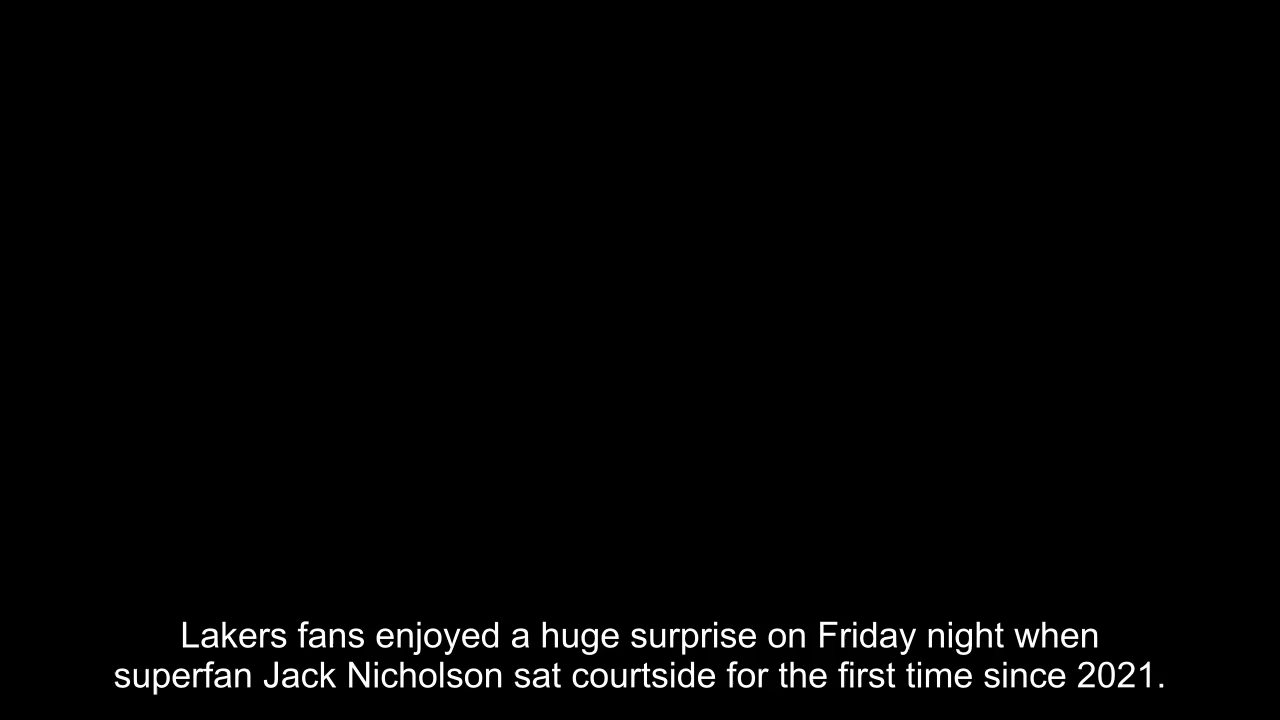 Lakers fans enjoyed a huge surprise on Friday night when
superfan Jack Nicholson sat courtside for the first time since 2021.